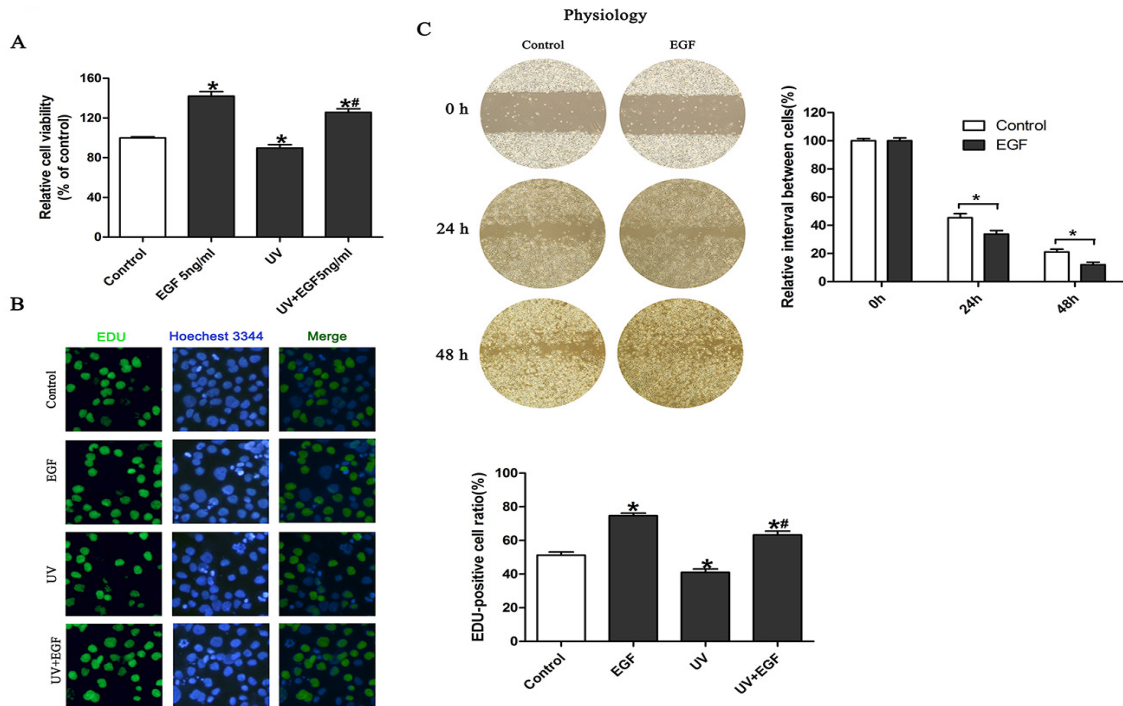 Physiology
A
Relative cell viability
(% of control)
160
120
80
40
0
*
*
*#
Conrtrol
EGF 5ng/ml
UV
UV+EGF5ng/ml
B
EDU
Hoechest 3344
Merge
Control
EGF
UV
UV+EGF
C
Control
EGF
0 h
24 h
48 h
Relative interval between cells(%)
120
100
80
60
40
20
0
Control
EGF
*
*
0h
24h
48h
EDU-positive cell ratio(%)
100
80
60
40
20
0
*
*
*#
Control
EGF
UV
UV+EGF